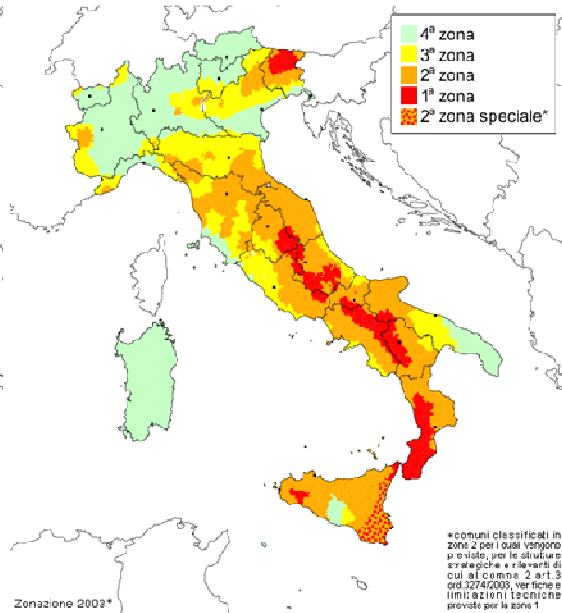 4ª zona
3ª zona
2ª zona
1ª zona
2ª zona speciale*
*comuni classificati in
zona 2 per i quali vengono
previste, per le strutture
strategiche e rilevanti di
cui al comma 2 art.3
ord.3274/2003, verifiche e
limitazioni tecniche
previste per la zona 1
Zonazione 2003*